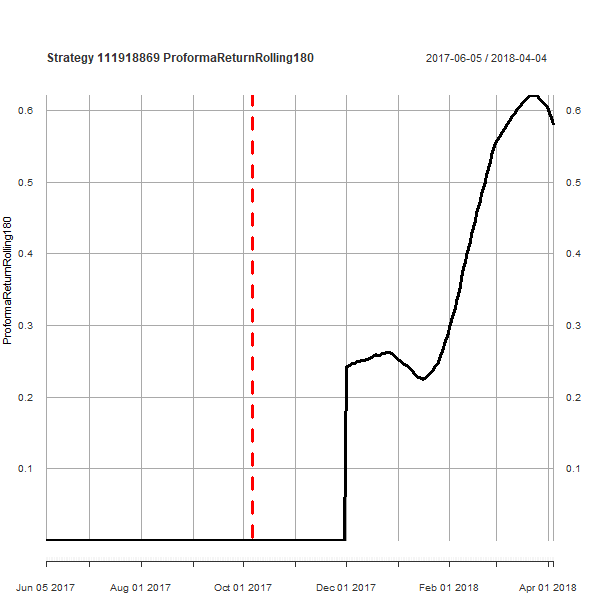 Strategy 111918869 ProformaReturnRolling180
2017-06-05 / 2018-04-04
0.6 0.6
0.5 0.5
0.4 0.4
0.3 0.3
0.2 0.2
0.1 0.1
ProformaReturnRolling180
Jun 05 2017 Aug 01 2017 Oct 01 2017 Dec 01 2017 Feb 01 2018 Apr 01 2018